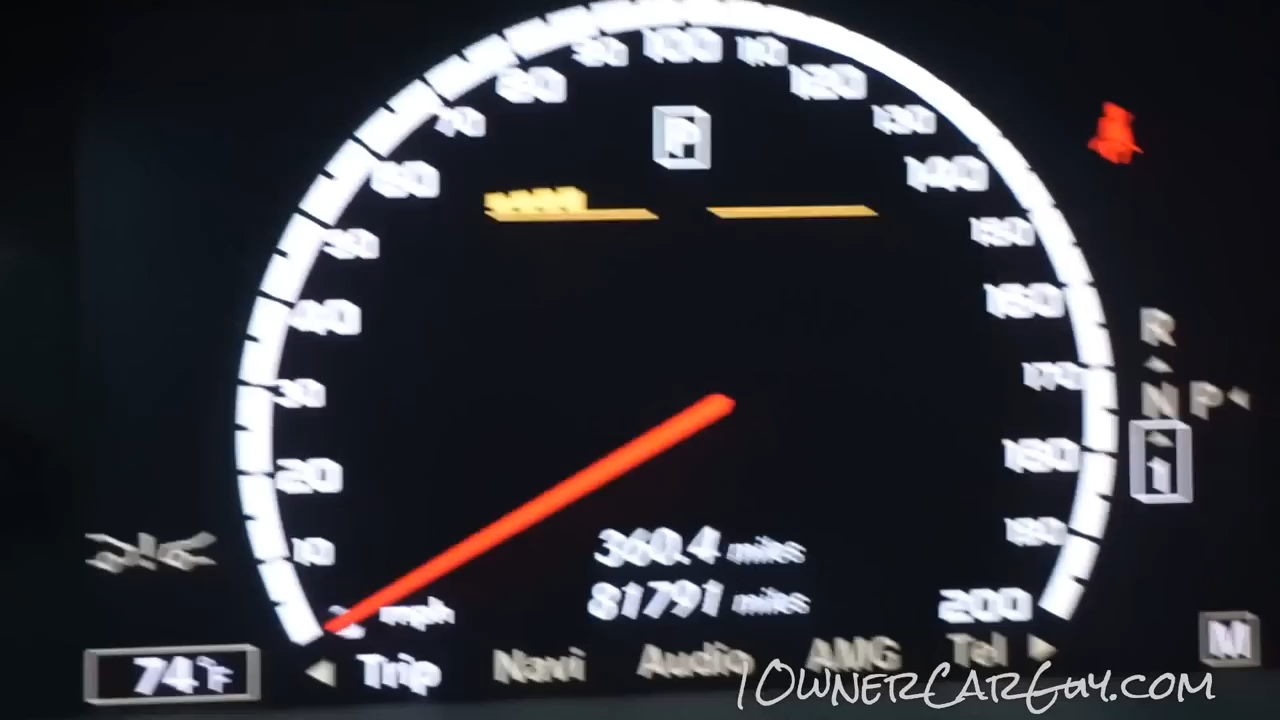 100
90
110
80
120
70
130
P
60
140
50
150
40
160
R
30
170
N P
20
180
1
10
190
360.4 miles
81791 miles
200
mph
74°F
Trip Navi Audio AMG Tel
M
1OwnerCarGuy.com